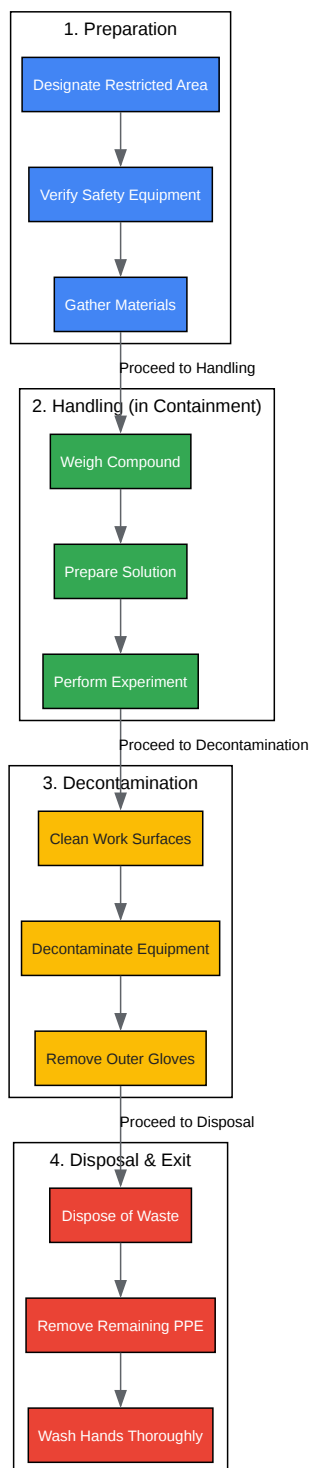 1. Preparation
Designate Restricted Area
Verify Safety Equipment
Gather Materials
Proceed to Handling
2. Handling (in Containment)
Weigh Compound
Prepare Solution
Perform Experiment
Proceed to Decontamination
3. Decontamination
Clean Work Surfaces
Decontaminate Equipment
Remove Outer Gloves
Proceed to Disposal
4. Disposal & Exit
Dispose of Waste
Remove Remaining PPE
Wash Hands Thoroughly